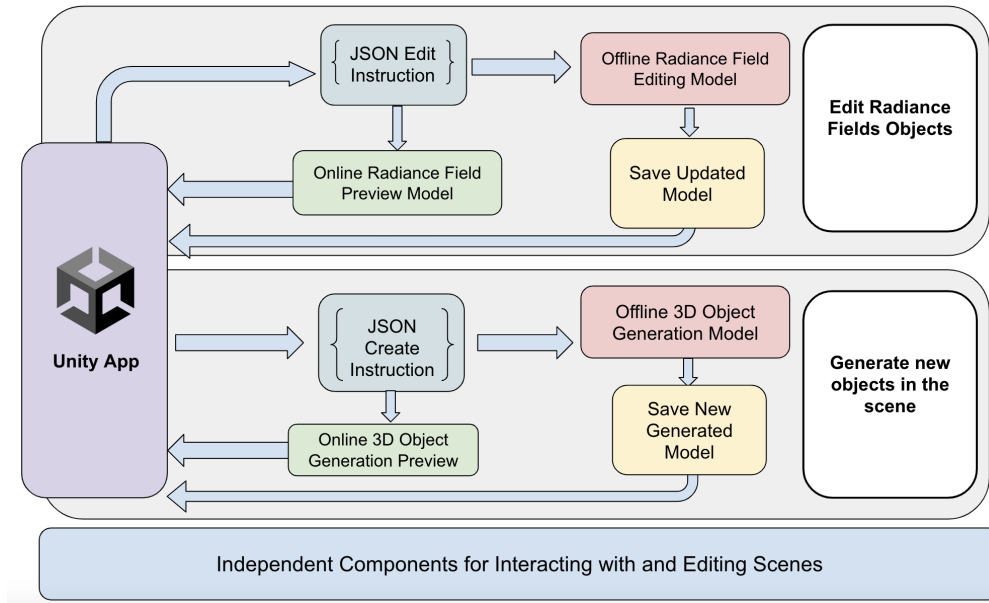 JSON Edit
Instruction
Offline Radiance Field
Editing Model
Edit Radiance
Fields Objects
Online Radiance Field
Preview Model
Save Updated
Model
Unity App
JSON
Create
Instruction
Offline 3D Object
Generation Model
Generate new
objects in the
scene
Online 3D Object
Generation Preview
Save New
Generated
Model
Independent Components for Interacting with and Editing Scenes